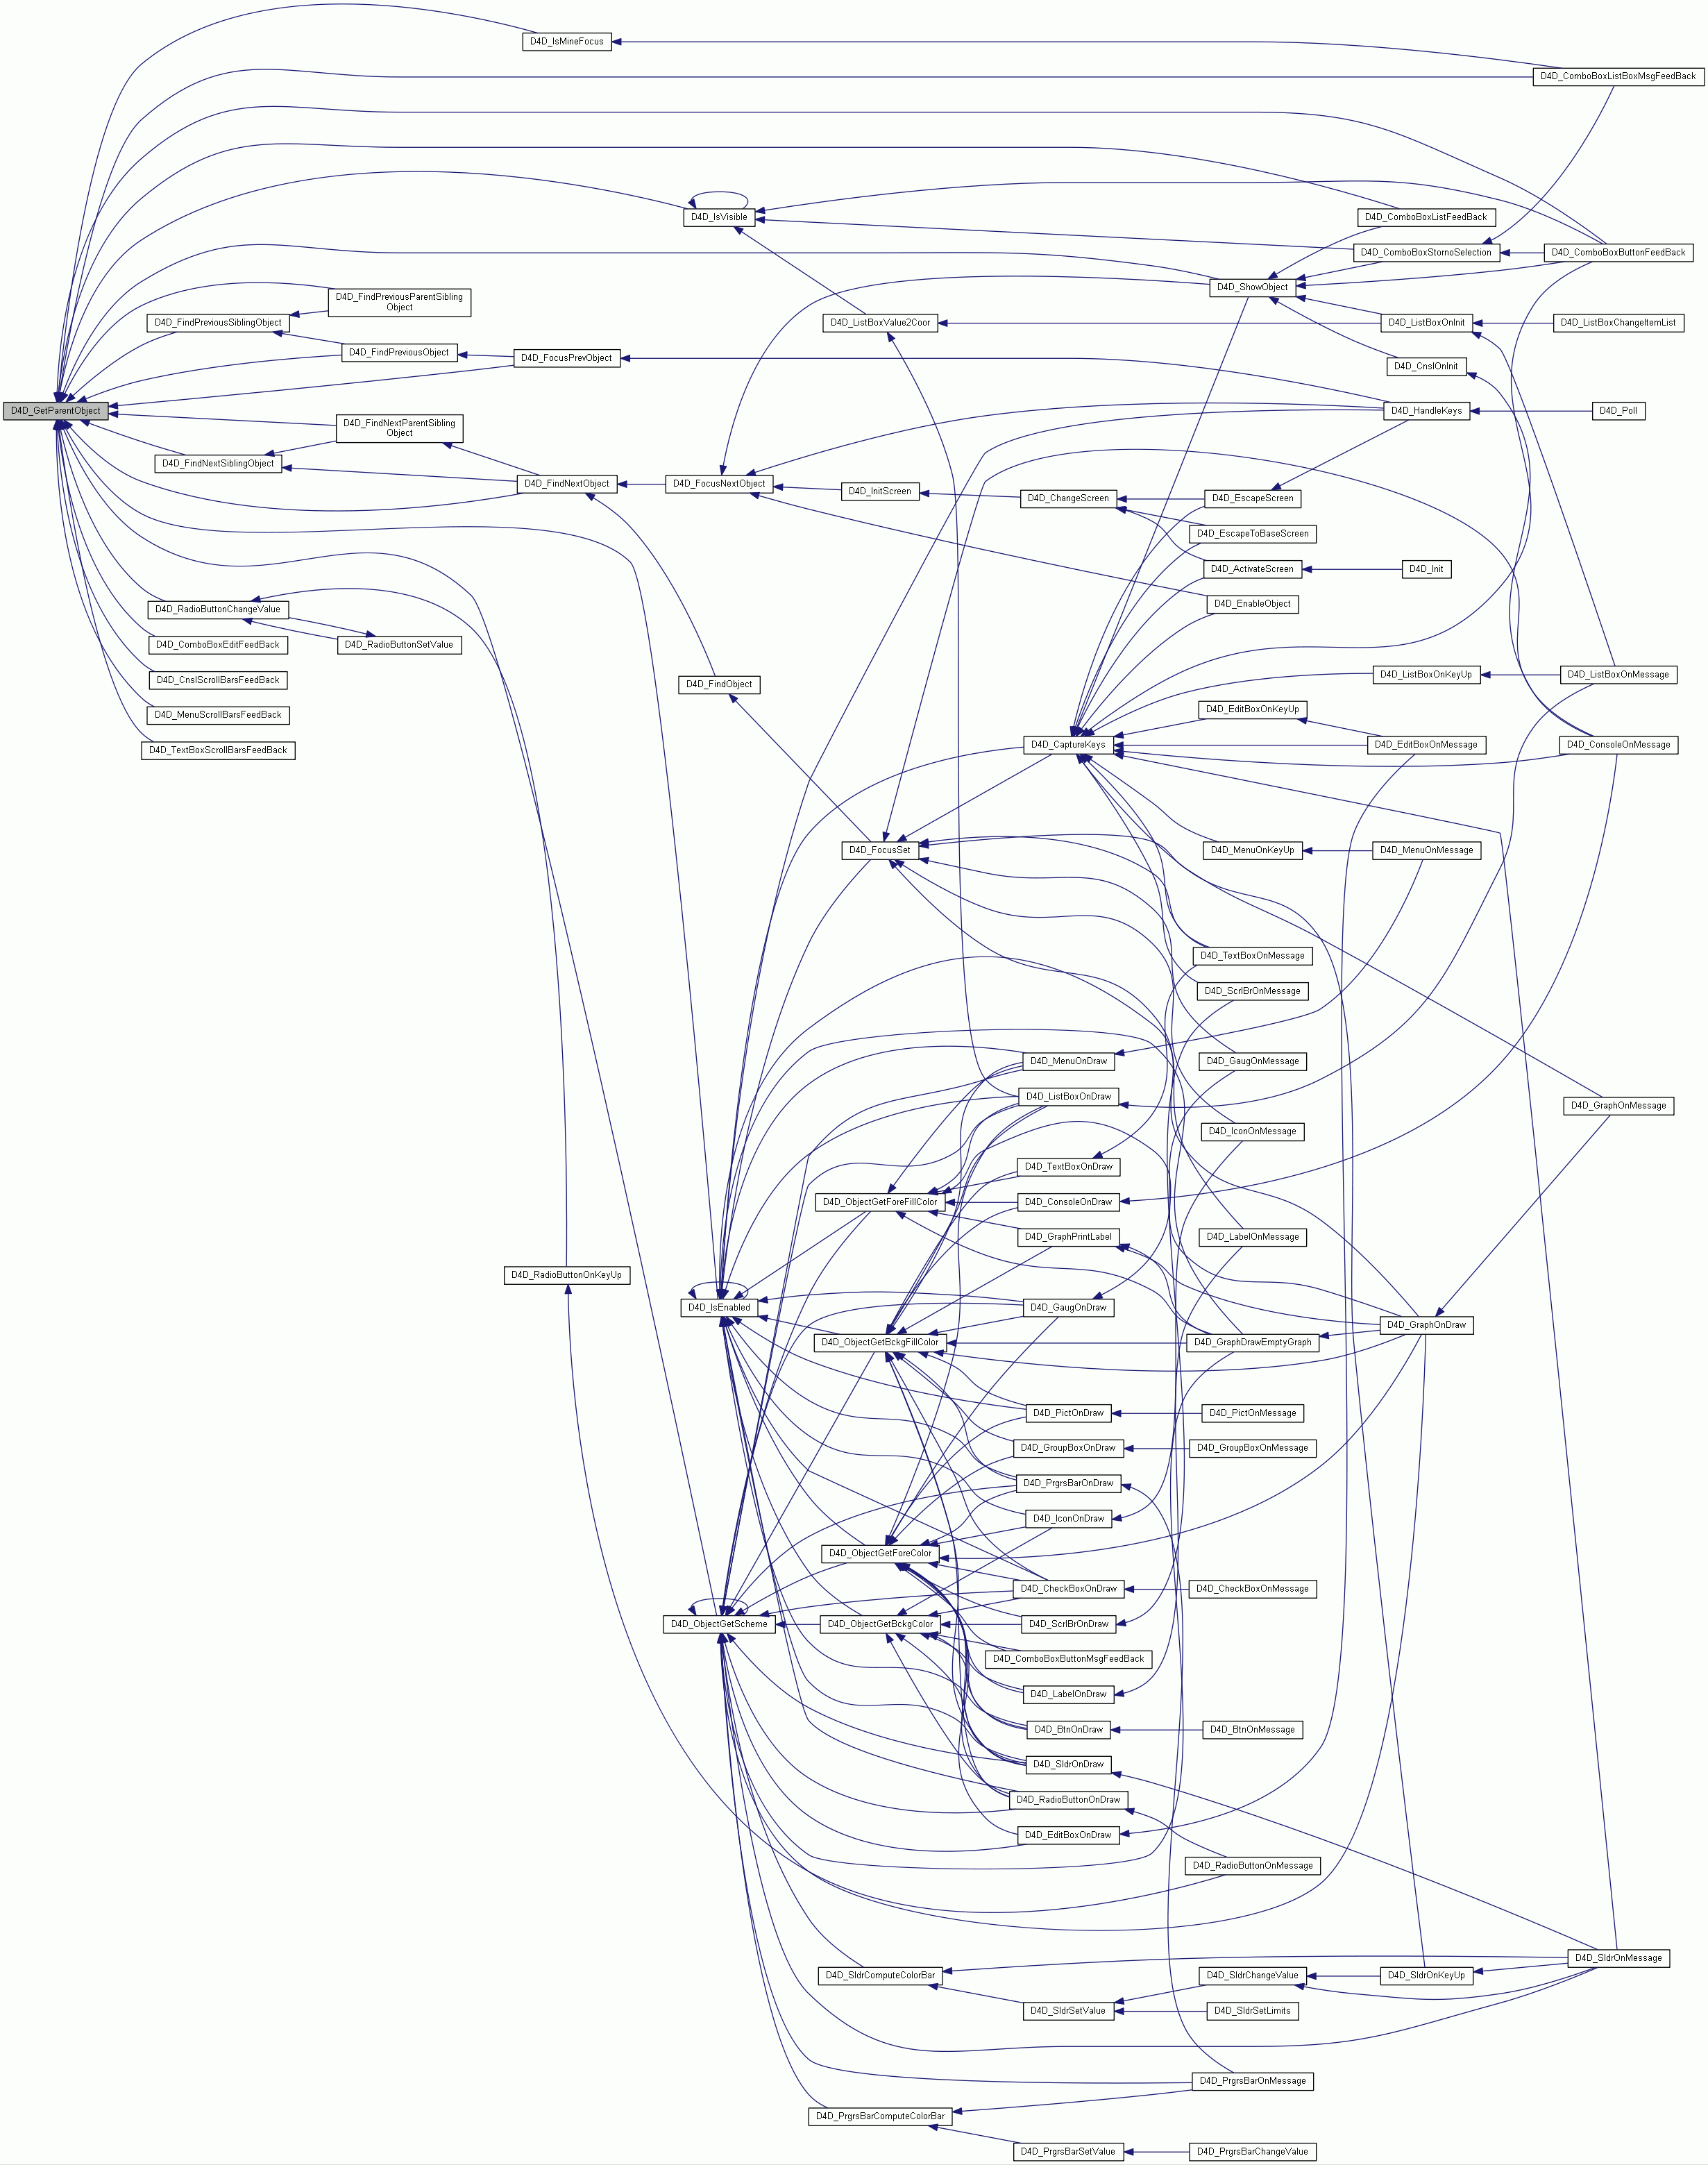 D4D_IsMineFocus
D4D_ComboBoxListBoxMsgFeedBack
D4D_IsVisible
D4D_ComboBoxListFeedBack
D4D_ComboBoxStornoSelection
D4D_ComboBoxButtonFeedBack
D4D_ShowObject
D4D_FindPreviousParentSibling
Object
D4D_FindPreviousSiblingObject
D4D_ListBoxValue2Coor
D4D_ListBoxOnInit
D4D_ListBoxChangeItemList
D4D_FindPreviousObject
D4D_FocusPrevObject
D4D_CnslOnInit
D4D_GetParentObject
D4D_HandleKeys
D4D_Poll
D4D_FindNextParentSibling
Object
D4D_FindNextSiblingObject
D4D_FindNextObject
D4D_FocusNextObject
D4D_InitScreen
D4D_ChangeScreen
D4D_EscapeScreen
D4D_EscapeToBaseScreen
D4D_ActivateScreen
D4D_Init
D4D_EnableObject
D4D_RadioButtonChangeValue
D4D_ComboBoxEditFeedBack
D4D_RadioButtonSetValue
D4D_CnslScrollBarsFeedBack
D4D_FindObject
D4D_ListBoxOnKeyUp
D4D_ListBoxOnMessage
D4D_MenuScrollBarsFeedBack
D4D_EditBoxOnKeyUp
D4D_TextBoxScrollBarsFeedBack
D4D_CaptureKeys
D4D_EditBoxOnMessage
D4D_ConsoleOnMessage
D4D_FocusSet
D4D_MenuOnKeyUp
D4D_MenuOnMessage
D4D_TextBoxOnMessage
D4D_ScrlBrOnMessage
D4D_MenuOnDraw
D4D_GaugOnMessage
D4D_ListBoxOnDraw
D4D_GraphOnMessage
D4D_IconOnMessage
D4D_TextBoxOnDraw
D4D_ObjectGetForeFillColor
D4D_ConsoleOnDraw
D4D_GraphPrintLabel
D4D_LabelOnMessage
D4D_RadioButtonOnKeyUp
D4D_IsEnabled
D4D_GaugOnDraw
D4D_GraphOnDraw
D4D_ObjectGetBckgFillColor
D4D_GraphDrawEmptyGraph
D4D_PictOnDraw
D4D_PictOnMessage
D4D_GroupBoxOnDraw
D4D_GroupBoxOnMessage
D4D_PrgrsBarOnDraw
D4D_IconOnDraw
D4D_ObjectGetForeColor
D4D_CheckBoxOnDraw
D4D_CheckBoxOnMessage
D4D_ObjectGetScheme
D4D_ObjectGetBckgColor
D4D_ScrlBrOnDraw
D4D_ComboBoxButtonMsgFeedBack
D4D_LabelOnDraw
D4D_BtnOnDraw
D4D_BtnOnMessage
D4D_SldrOnDraw
D4D_RadioButtonOnDraw
D4D_EditBoxOnDraw
D4D_RadioButtonOnMessage
D4D_SldrOnMessage
D4D_SldrComputeColorBar
D4D_SldrChangeValue
D4D_SldrOnKeyUp
D4D_SldrSetValue
D4D_SldrSetLimits
D4D_PrgrsBarOnMessage
D4D_PrgrsBarComputeColorBar
D4D_PrgrsBarSetValue
D4D_PrgrsBarChangeValue